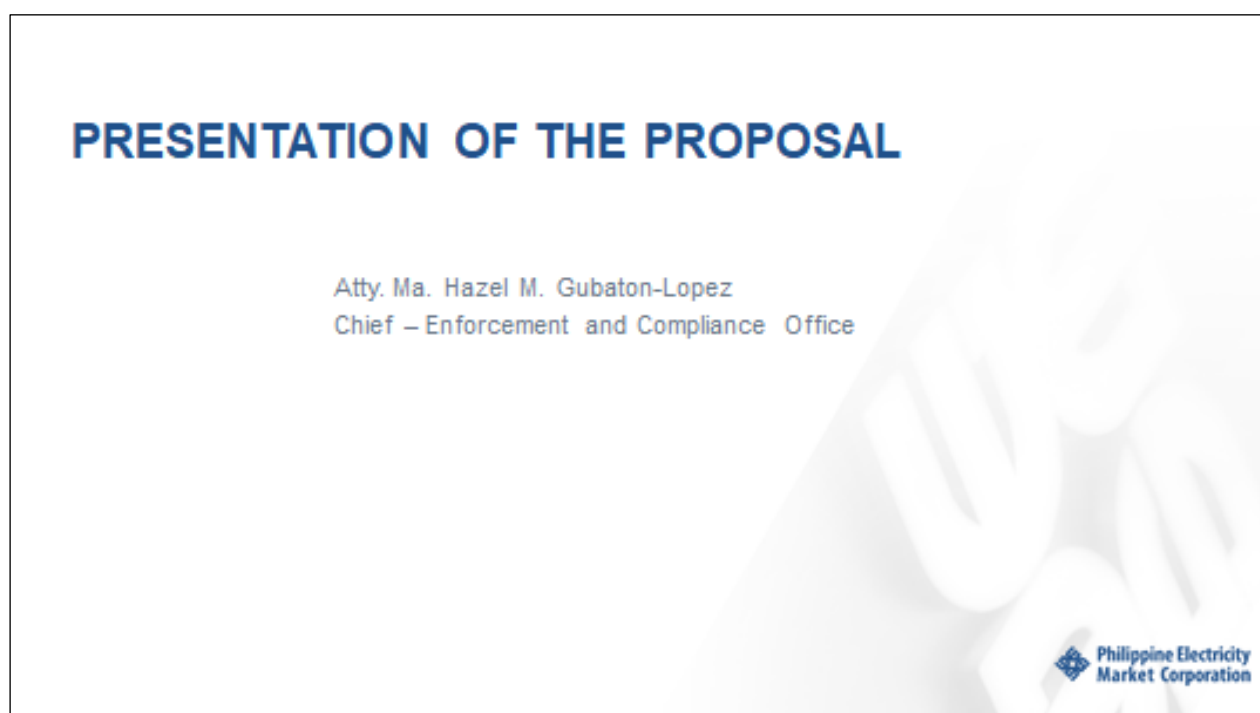 PRESENTATION OF THE PROPOSAL
Atty. Ma. Hazel M. Gubaton-Lopez
Chief – Enforcement and Compliance Office
Philippine Electricity
Market Corporation